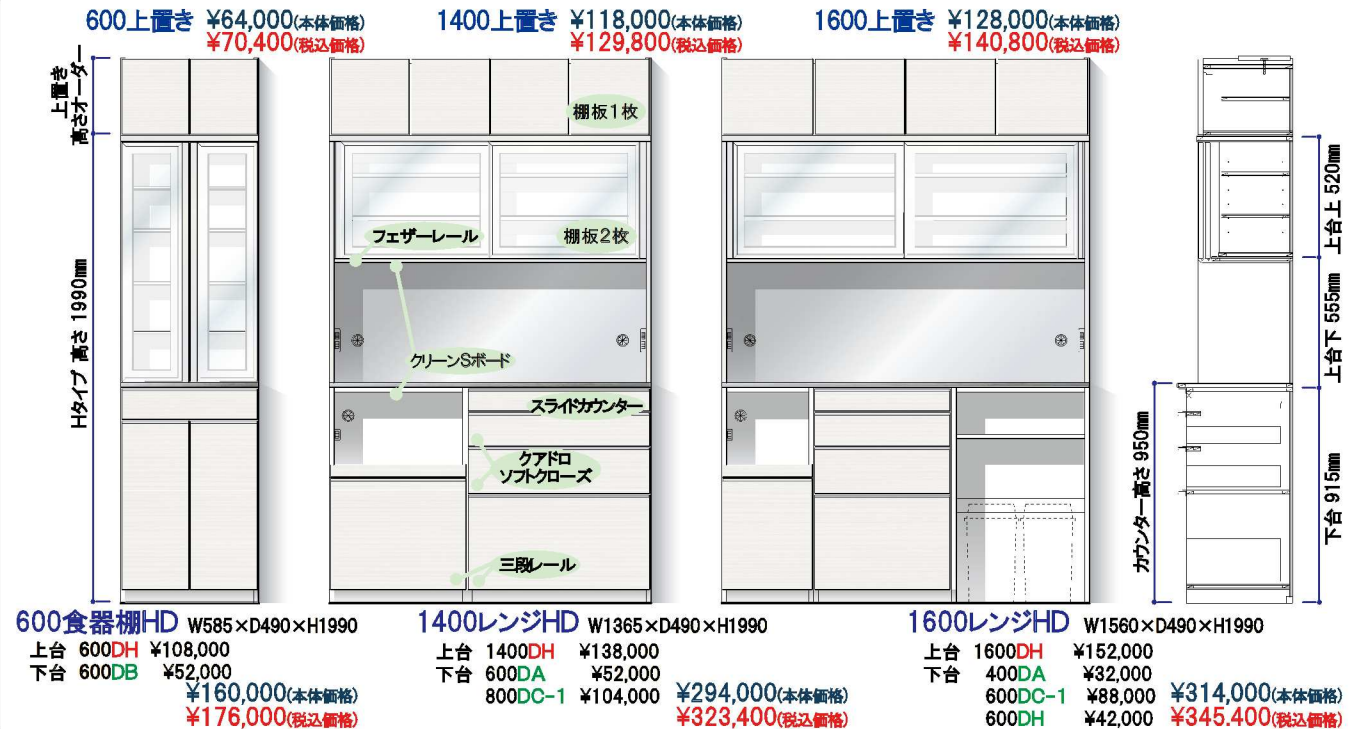 600上置き ¥64,000(本体価格)
¥70,400(税込価格)
1400上置き ¥118,000(本体価格)
¥129,800(税込価格)
1600上置き ¥128,000(本体価格)
¥140,800(税込価格)
上置き
高さオーダー
Hタイプ 高さ 1990mm
棚板1枚
フェザーレール
棚板2枚
クリーンSボード
スライドカウンター
クアドロ
ソフトクローズ
三段レール
上台上 520mm
上台下 555mm
カウンター高さ 950mm
下台 915mm
600食器棚HD W585×D490×H1990
上台 600DH ¥108,000
下台 600DB ¥52,000
¥160,000(本体価格)
¥176,000(税込価格)
1400レンジHD W1365×D490×H1990
上台 1400DH ¥138,000
下台 600DA ¥52,000
800DC-1 ¥104,000 ¥294,000(本体価格)
¥323,400(税込価格)
1600レンジHD W1560×D490×H1990
上台 1600DH ¥152,000
下台 400DA ¥32,000
600DC-1 ¥88,000 ¥314,000(本体価格)
600DH ¥42,000 ¥345.400(税込価格)